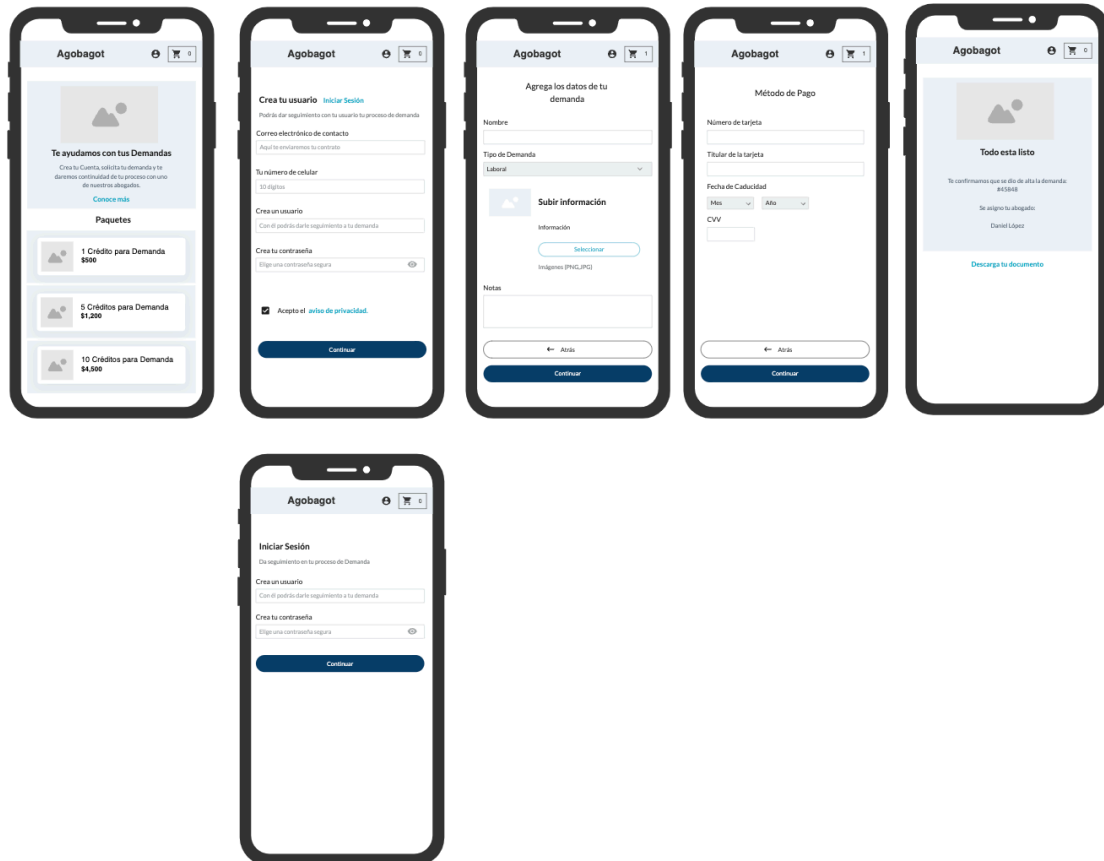 Agobagot
0
Te ayudamos con tus Demandas
Crea tu Cuenta, solicita tu demanda y te
daremos continuidad de tu proceso con uno
de nuestros abogados.
Conoce más
Paquetes
1 Crédito para Demanda
$500
5 Créditos para Demanda
$1,200
10 Créditos para Demanda
$4,500
Agobagot
0
Crea tu usuario Iniciar Sesión
Podrás dar seguimiento con tu usuario tu proceso de demanda
Correo electrónico de contacto
Aquí te enviaremos tu contrato
Tu número de celular
10 dígitos
Crea un usuario
Con él podrás darle seguimiento a tu demanda
Crea tu contraseña
Elige una contraseña segura
Acepto el aviso de privacidad.
Continuar
Agobagot
1
Agrega los datos de tu
demanda
Nombre
Tipo de Demanda
Laboral
Subir información
Información
Seleccionar
Imágenes (PNG,JPG)
Notas
← Atrás
Continuar
Agobagot
1
Método de Pago
Número de tarjeta
Titular de la tarjeta
Fecha de Caducidad
Mes Año
CVV
← Atrás
Continuar
Agobagot
0
Todo esta listo
Te confirmamos que se dio de alta la demanda:
#45848
Se asigno tu abogado:
Daniel López
Descarga tu documento
Agobagot
0
Iniciar Sesión
Da seguimiento en tu proceso de Demanda
Crea un usuario
Con él podrás darle seguimiento a tu demanda
Crea tu contraseña
Elige una contraseña segura
Continuar